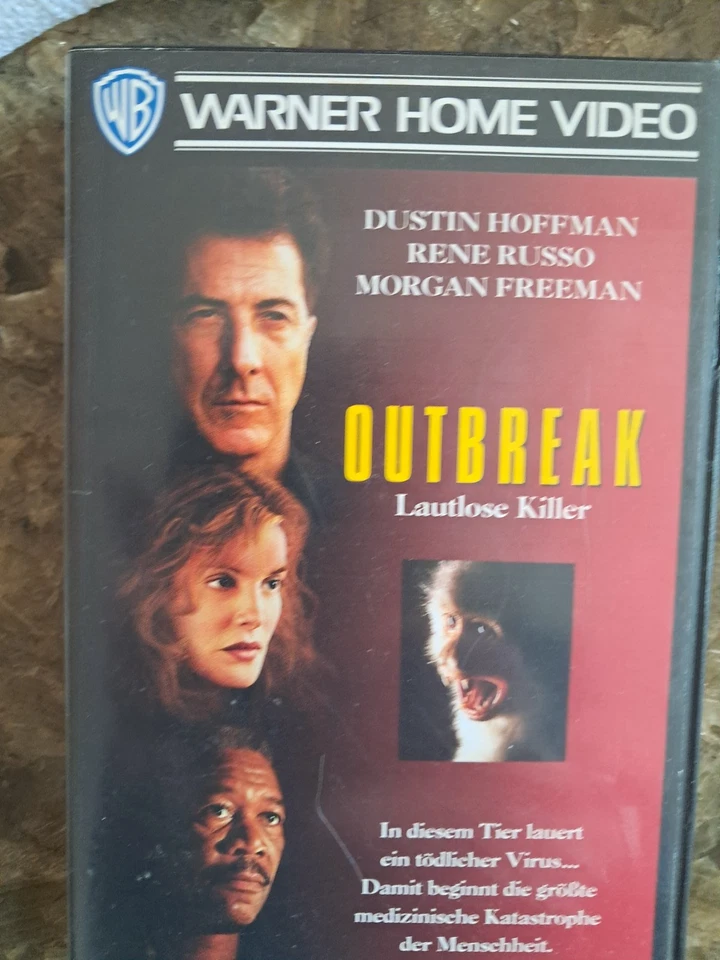 WB
WARNER HOME VIDEO
DUSTIN HOFFMAN
RENE RUSSO
MORGAN FREEMAN
OUTBREAK
Lautlose Killer
In diesem Tier lauert
ein tödlicher Virus...
Damit beginnt die größte
medizinische Katastrophe
der Menschheit.